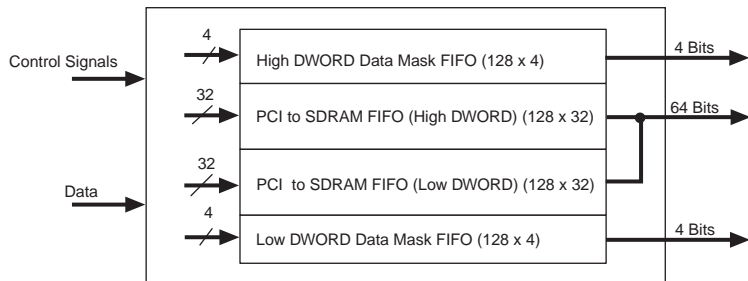 Control Signals
Data
4
High DWORD Data Mask FIFO (128 x 4)
4 Bits
32
PCI to SDRAM FIFO (High DWORD) (128 x 32)
64 Bits
32
PCI to SDRAM FIFO (Low DWORD) (128 x 32)
4
Low DWORD Data Mask FIFO (128 x 4)
4 Bits